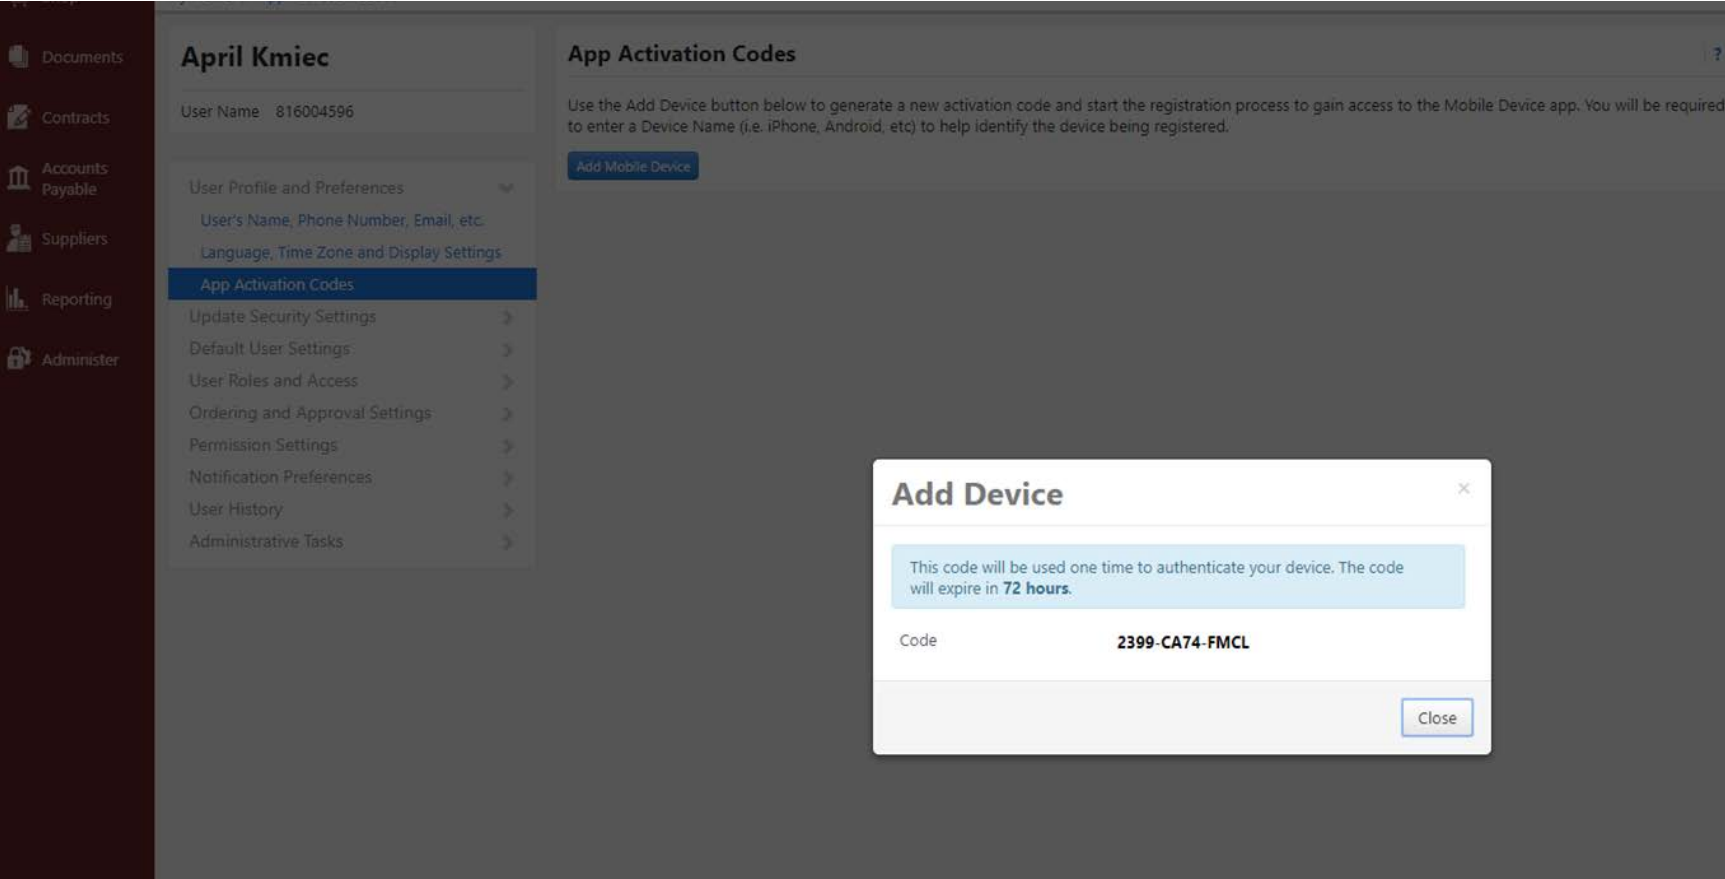 Documents
Contracts
Accounts
Payable
Suppliers
Reporting
Administer
April Kmiec
User Name 816004596
User Profile and Preferences
User's Name, Phone Number, Email, etc.
Language, Time Zone and Display Settings
App Activation Codes
Update Security Settings
Default User Settings
User Roles and Access
Ordering and Approval Settings
Permission Settings
Notification Preferences
User History
Administrative Tasks
App Activation Codes
?
Use the Add Device button below to generate a new activation code and start the registration process to gain access to the Mobile Device app. You will be required
to enter a Device Name (i.e. iPhone, Android, etc) to help identify the device being registered.
Add Mobile Device
Add Device
×
This code will be used one time to authenticate your device. The code
will expire in 72 hours.
Code 2399-CA74-FMCL
Close